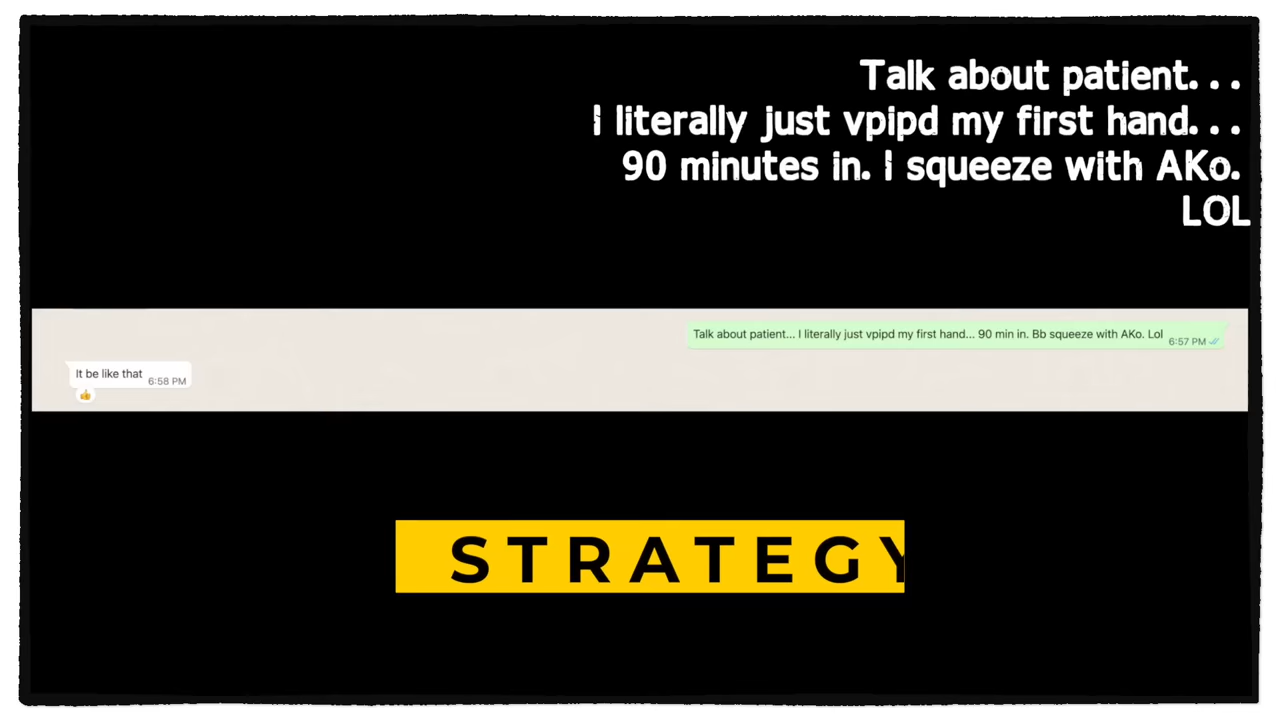 Talk about patient...
I literally just vpipd my first hand...
90 minutes in. I squeeze with AKo.
LOL
Talk about patient... I literally just vpipd my first hand... 90 min in. Bb squeeze with AKo. Lol 6:57 PM
It be like that 6:58 PM
STRATEGY